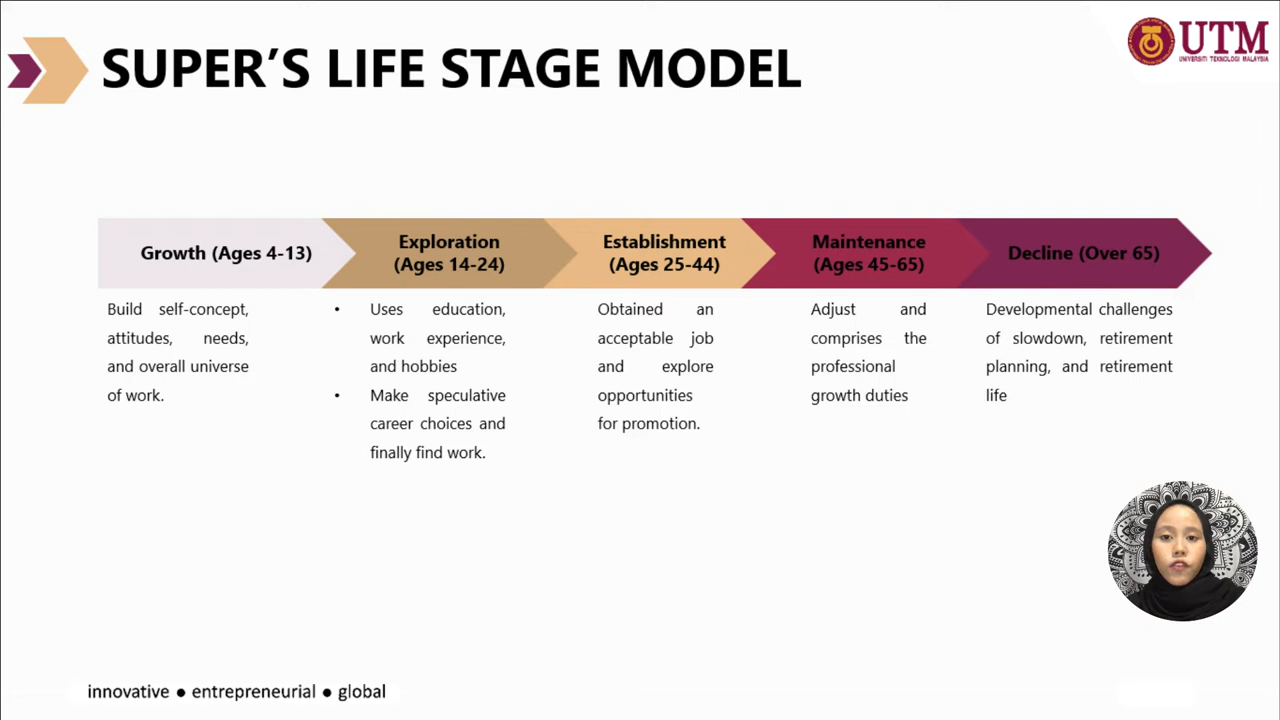 SUPER’S LIFE STAGE MODEL
UTM
UNIVERSITI TEKNOLOGI MALAYSIA
Growth (Ages 4-13)
Exploration
(Ages 14-24)
Establishment
(Ages 25-44)
Maintenance
(Ages 45-65)
Decline (Over 65)
Build self-concept,
attitudes, needs,
and overall universe
of work.
• Uses education,
work experience,
and hobbies
• Make speculative
career choices and
finally find work.
Obtained an
acceptable job
and explore
opportunities
for promotion.
Adjust and
comprises the
professional
growth duties
Developmental challenges
of slowdown, retirement
planning, and retirement
life
innovative ● entrepreneurial ● global